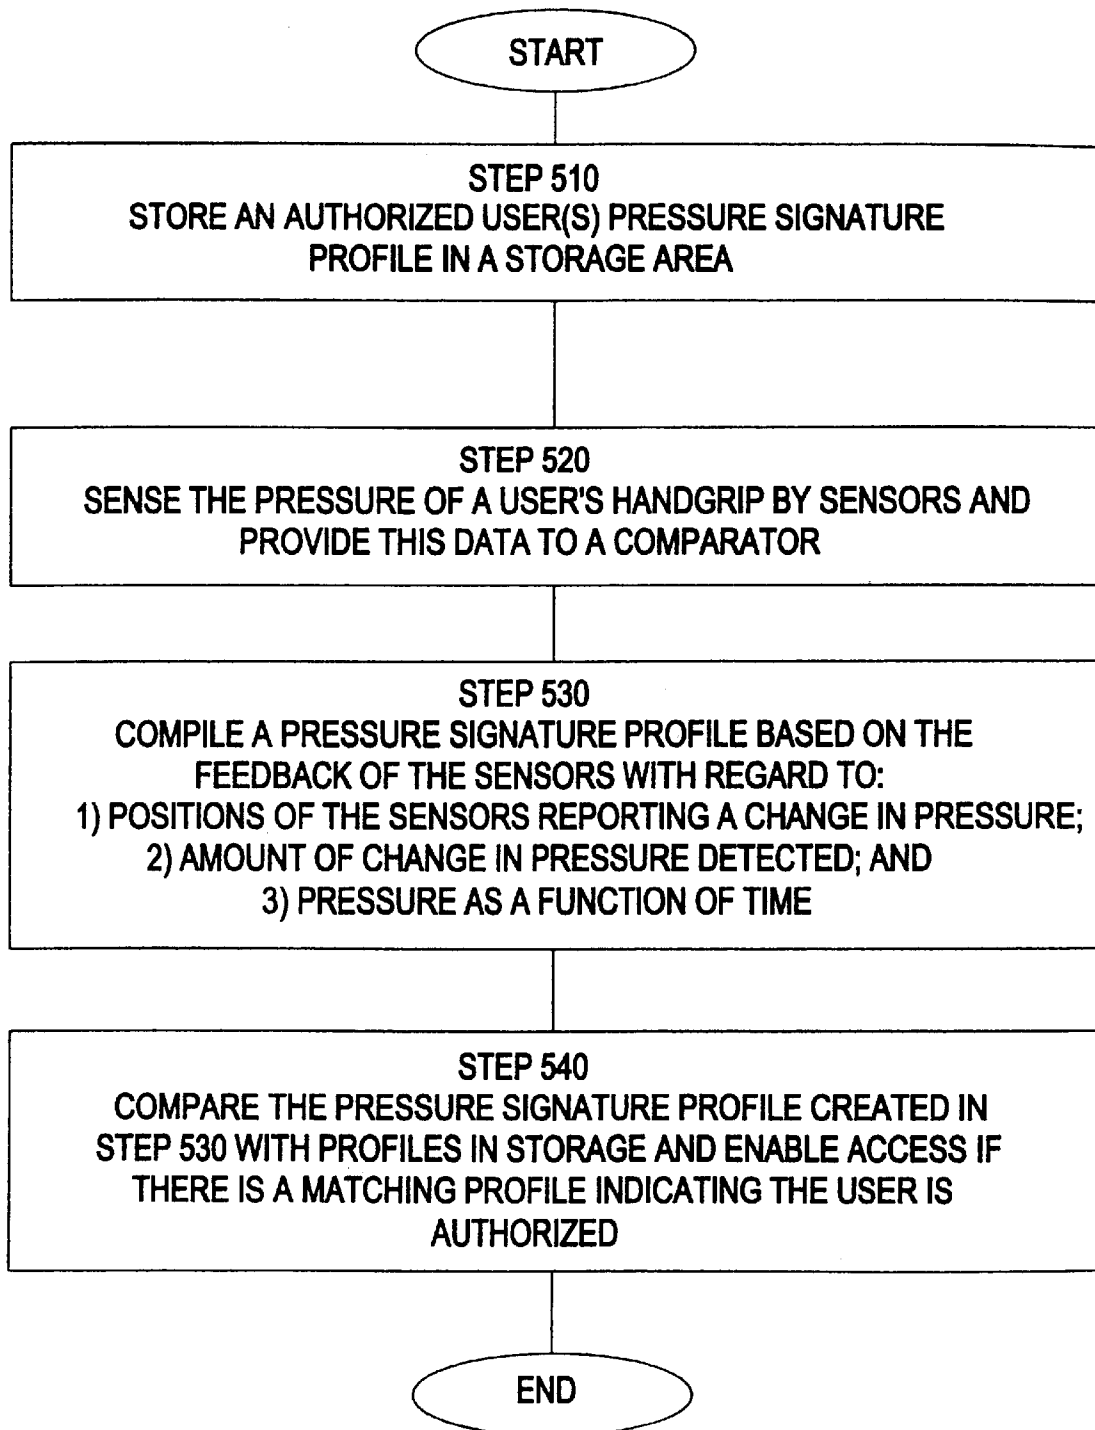 START
STEP 510
STORE AN AUTHORIZED USER(S) PRESSURE SIGNATURE
PROFILE IN A STORAGE AREA
STEP 520
SENSE THE PRESSURE OF A USER'S HANDGRIP BY SENSORS AND
PROVIDE THIS DATA TO A COMPARATOR
STEP 530
COMPILE A PRESSURE SIGNATURE PROFILE BASED ON THE
FEEDBACK OF THE SENSORS WITH REGARD TO:
1) POSITIONS OF THE SENSORS REPORTING A CHANGE IN PRESSURE;
2) AMOUNT OF CHANGE IN PRESSURE DETECTED; AND
3) PRESSURE AS A FUNCTION OF TIME
STEP 540
COMPARE THE PRESSURE SIGNATURE PROFILE CREATED IN
STEP 530 WITH PROFILES IN STORAGE AND ENABLE ACCESS IF
THERE IS A MATCHING PROFILE INDICATING THE USER IS
AUTHORIZED
END